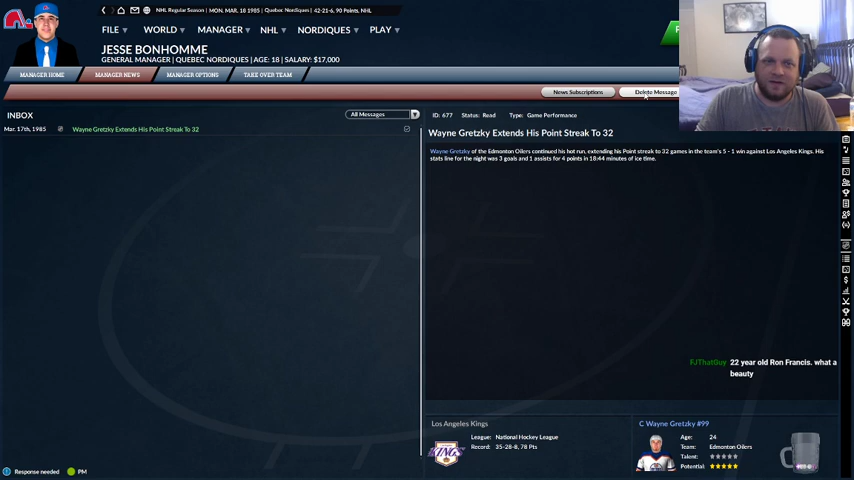 NHL Regular Season | MON. MAR. 18 1985 | Quebec Nordiques | 42-21-6, 90 Points, NHL
FILE WORLD MANAGER NHL NORDIQUES PLAY
JESSE BONHOMME
GENERAL MANAGER | QUEBEC NORDIQUES | AGE: 18 | SALARY: $17,000
MANAGER HOME MANAGER NEWS MANAGER OPTIONS TAKE OVER TEAM
News Subscriptions Delete Message
INBOX All Messages
Mar. 17th, 1985 Wayne Gretzky Extends His Point Streak To 32
ID: 677 Status: Read Type: Game Performance
Wayne Gretzky Extends His Point Streak To 32
Wayne Gretzky of the Edmonton Oilers continued his hot run, extending his Point streak to 32 games in the team's 5 - 1 win against Los Angeles Kings. His
stats line for the night was 3 goals and 1 assists for 4 points in 18:44 minutes of ice time.
FJThatGuy 22 year old Ron Francis. what a
beauty
Los Angeles Kings
League: National Hockey League
Record: 35-28-8, 78 Pts
KINGS
C Wayne Gretzky #99
Age: 24
Team: Edmonton Oilers
Talent:
Potential:
Response needed PM